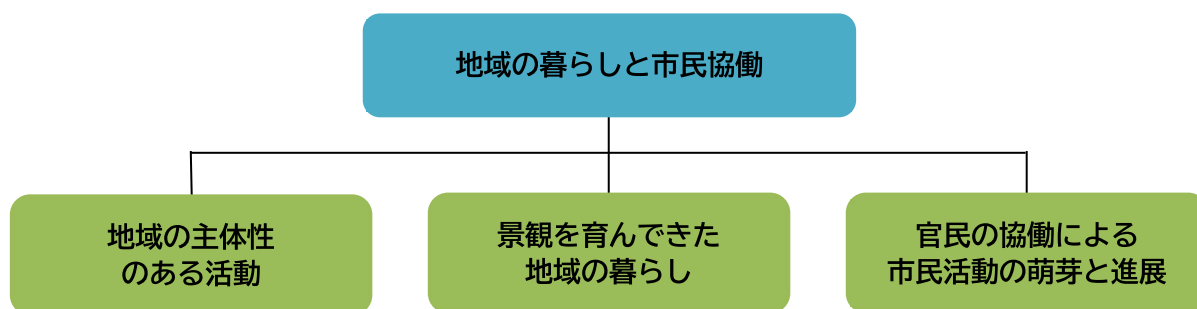 地域の暮らしと市民協働
地域の主体性
のある活動
景観を育んできた
地域の暮らし
官民の協働による
市民活動の萌芽と進展